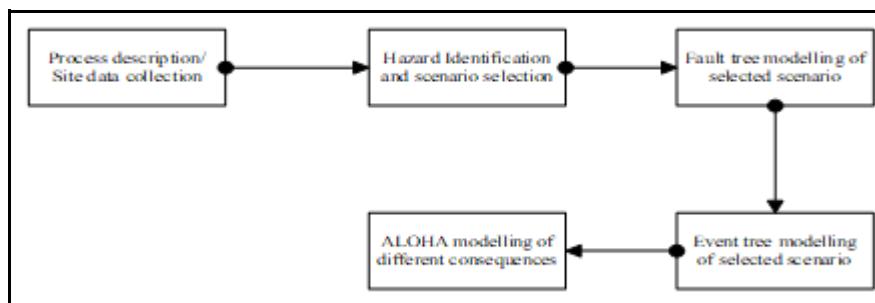 Process description/
Site data collection
Hazard Identification
and scenario selection
Fault tree modelling of
selected scenario
Event tree modelling
of selected scenario
ALOHA modelling of
different consequences